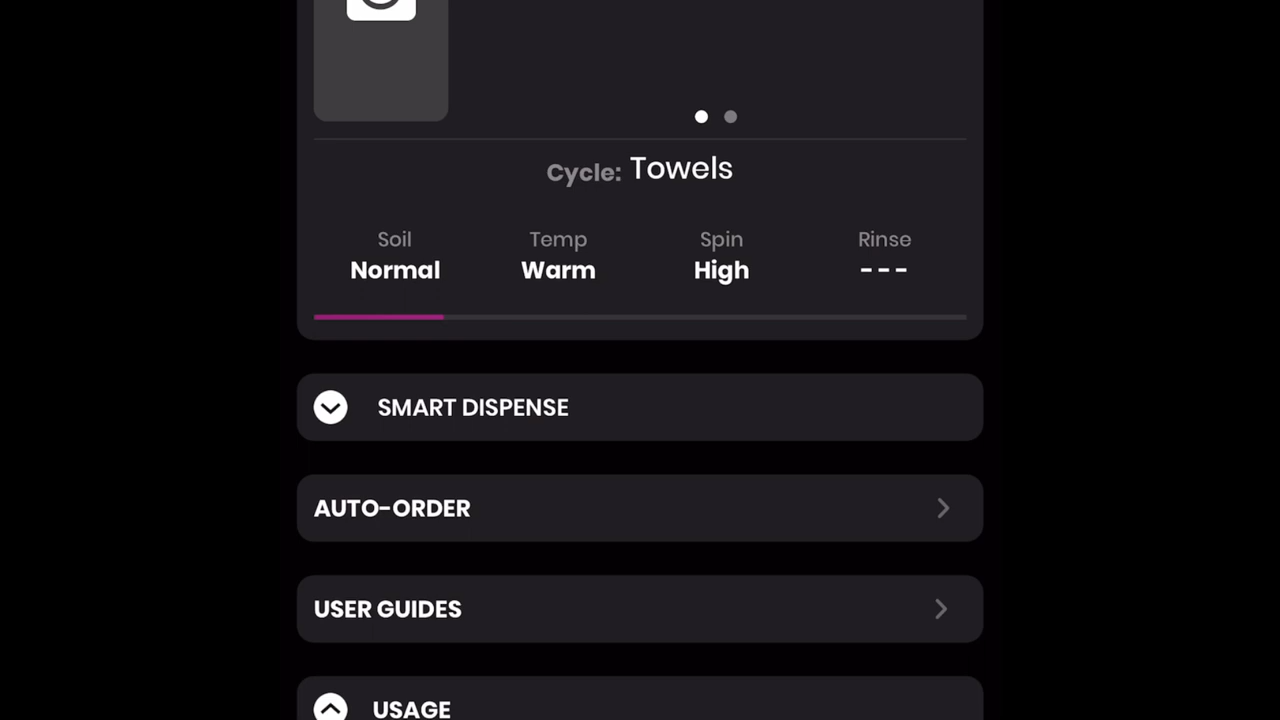 Cycle: Towels
Soil Temp Spin Rinse
Normal Warm High ---
SMART DISPENSE
AUTO-ORDER
USER GUIDES
USAGE